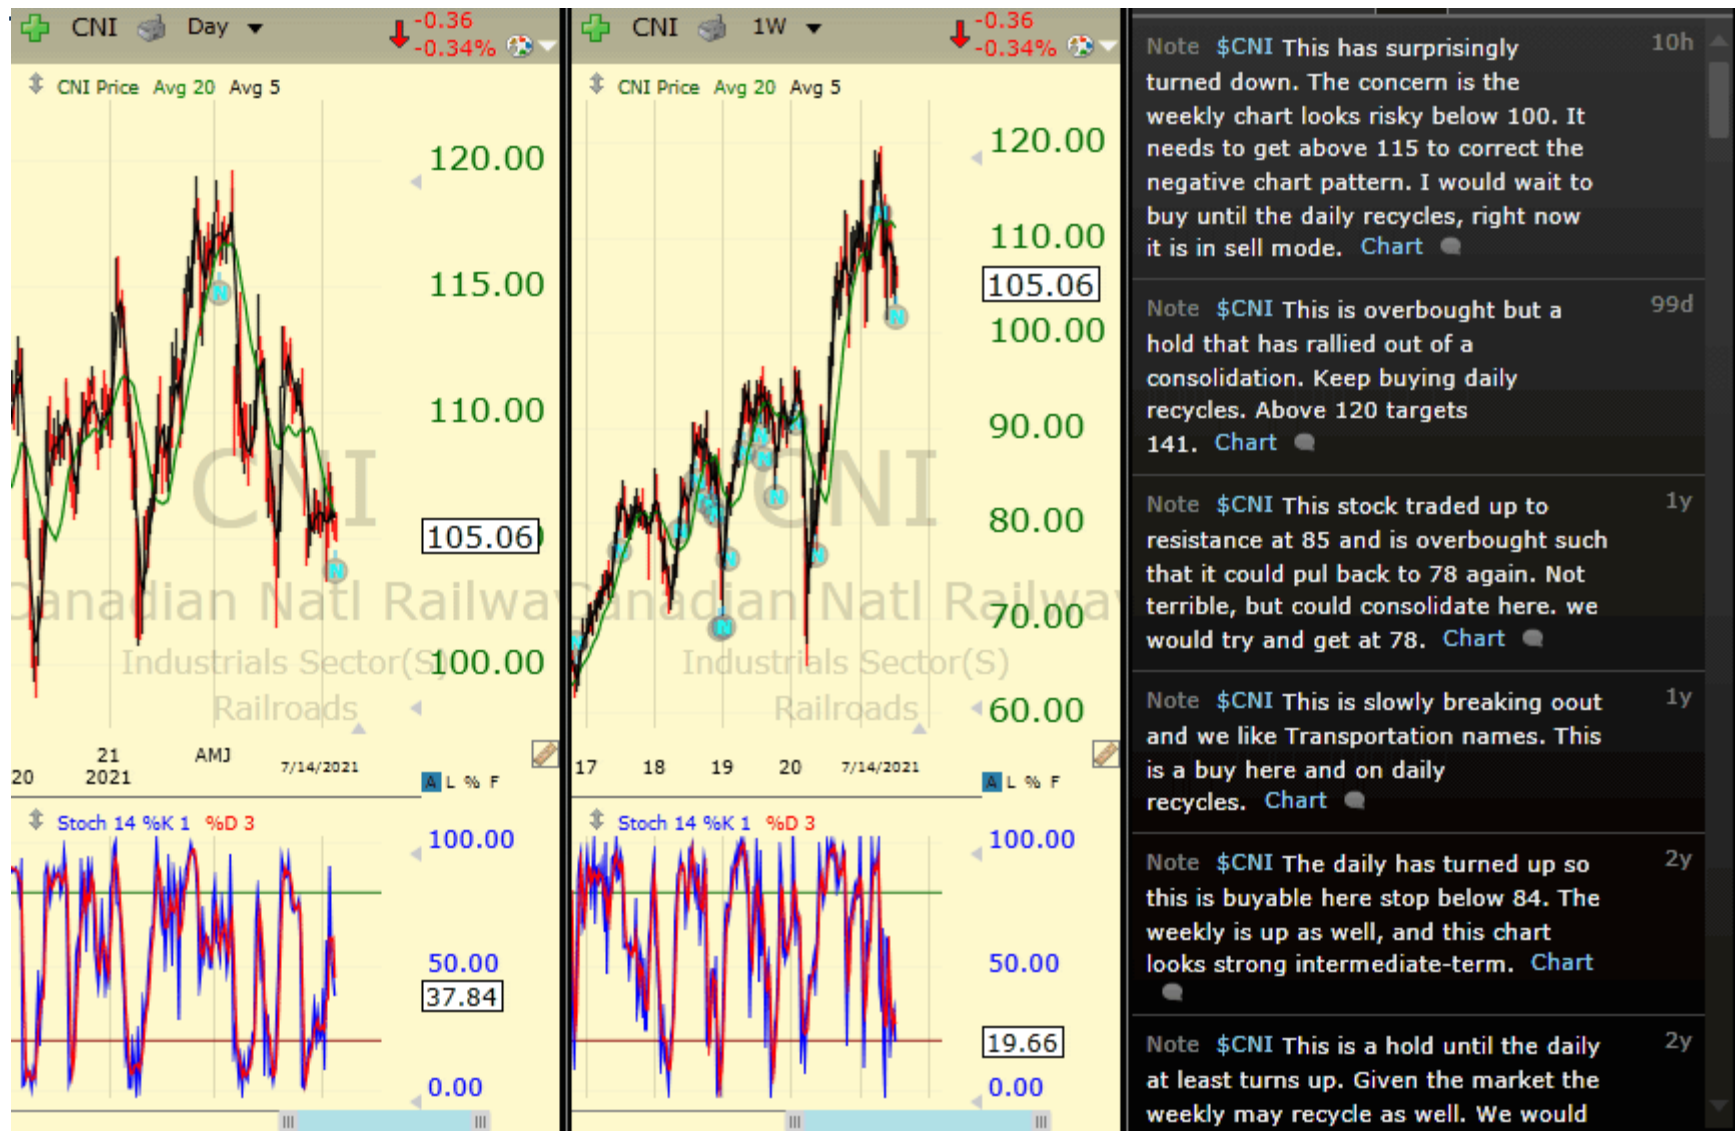 CNI Day
-0.36
-0.34%
CNI Price Avg 20 Avg 5
120.00
115.00
110.00
105.06
100.00
CNI
Canadian Natl Railway
Industrials Sector(S)
Railroads
20
21
2021
AMJ
7/14/2021
A L % F
Stoch 14 %K 1 %D 3
100.00
50.00
37.84
0.00
CNI 1W
-0.36
-0.34%
CNI Price Avg 20 Avg 5
120.00
110.00
105.06
100.00
90.00
80.00
70.00
60.00
CNI
Canadian Natl Railway
Industrials Sector(S)
Railroads
17 18 19 20 7/14/2021
A L % F
Stoch 14 %K 1 %D 3
100.00
50.00
19.66
0.00
Note $CNI This has surprisingly 10h
turned down. The concern is the
weekly chart looks risky below 100. It
needs to get above 115 to correct the
negative chart pattern. I would wait to
buy until the daily recycles, right now
it is in sell mode. Chart
Note $CNI This is overbought but a 99d
hold that has rallied out of a
consolidation. Keep buying daily
recycles. Above 120 targets
141. Chart
Note $CNI This stock traded up to 1y
resistance at 85 and is overbought such
that it could pul back to 78 again. Not
terrible, but could consolidate here. we
would try and get at 78. Chart
Note $CNI This is slowly breaking oout 1y
and we like Transportation names. This
is a buy here and on daily
recycles. Chart
Note $CNI The daily has turned up so 2y
this is buyable here stop below 84. The
weekly is up as well, and this chart
looks strong intermediate-term. Chart
Note $CNI This is a hold until the daily 2y
at least turns up. Given the market the
weekly may recycle as well. We would